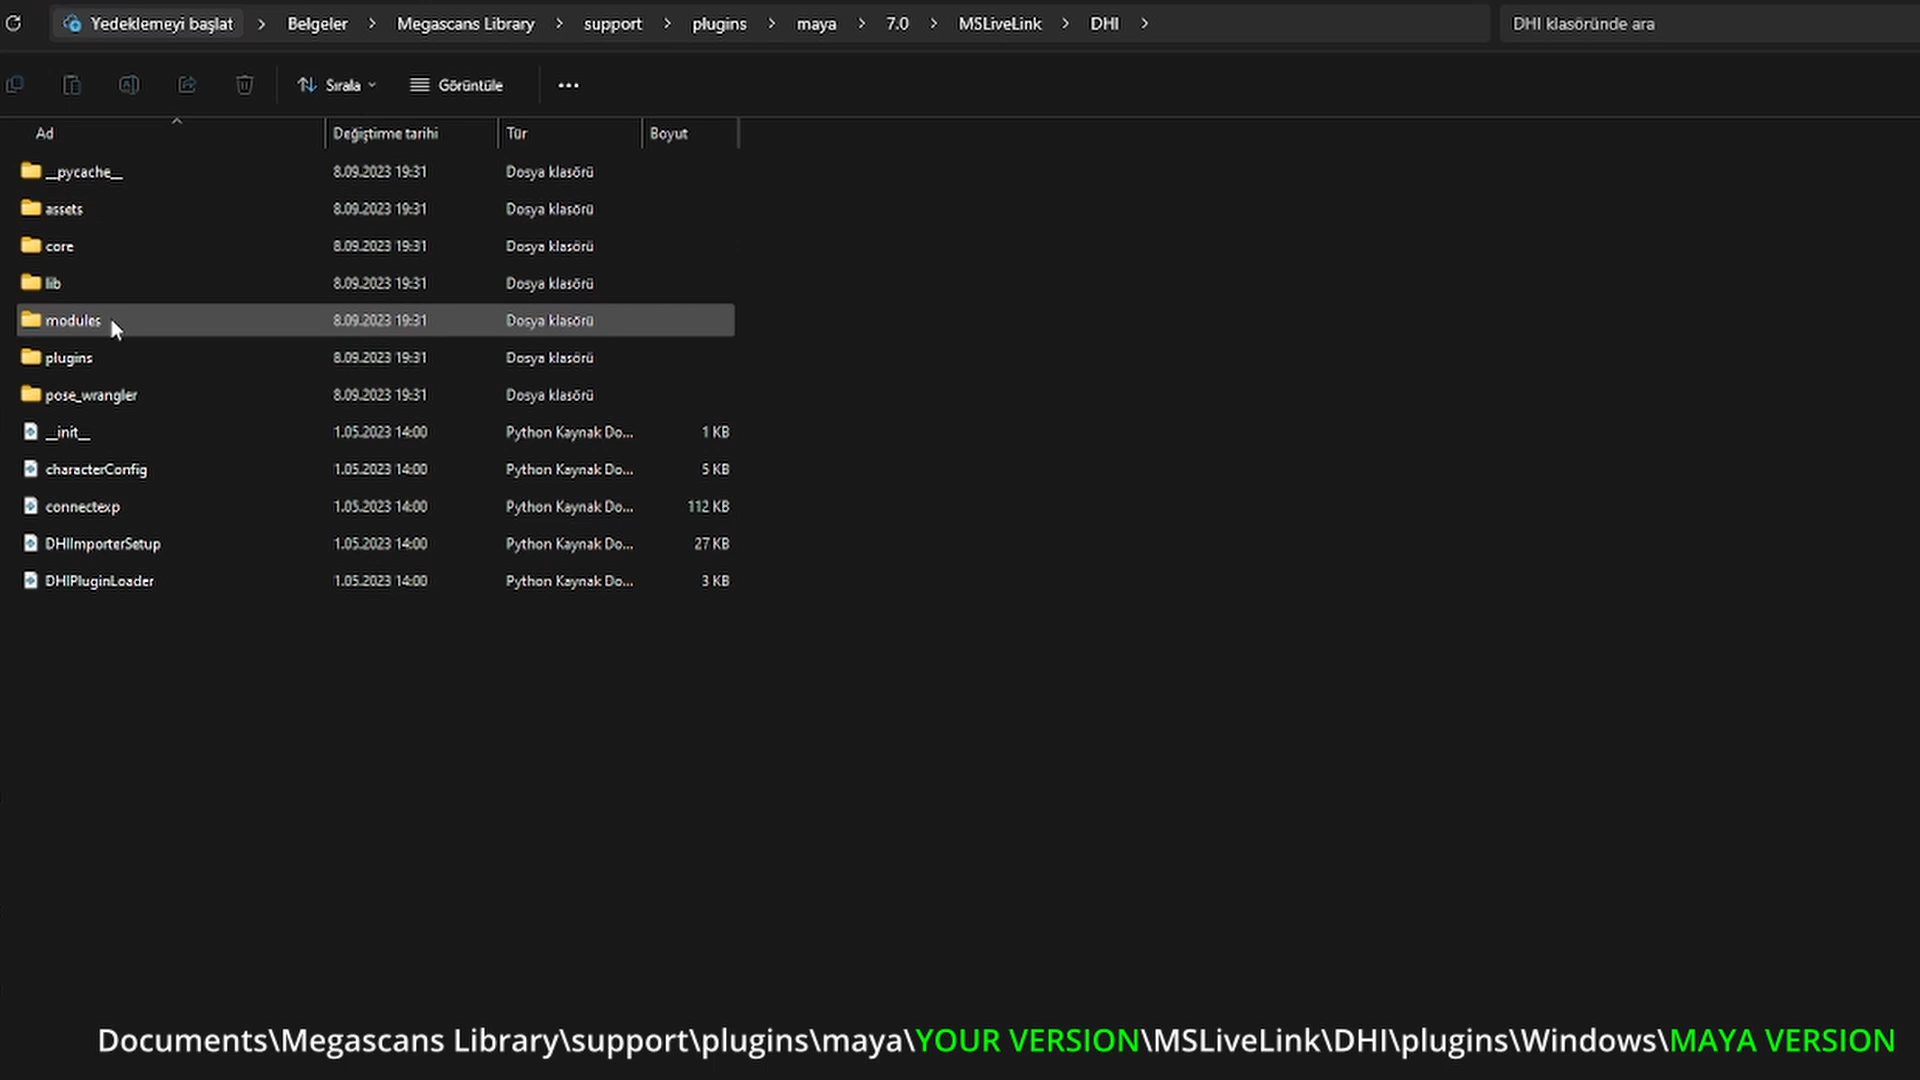 Yedeklemeyi başlat > Belgeler > Megascans Library > support > plugins > maya > 7.0 > MSLiveLink > DHI >
DHI klasöründe ara
Sırala
Görüntüle
Ad Değiştirme tarihi Tür Boyut
__pycache__ 8.09.2023 19:31 Dosya klasörü
assets 8.09.2023 19:31 Dosya klasörü
core 8.09.2023 19:31 Dosya klasörü
lib 8.09.2023 19:31 Dosya klasörü
modules 8.09.2023 19:31 Dosya klasörü
plugins 8.09.2023 19:31 Dosya klasörü
pose_wrangler 8.09.2023 19:31 Dosya klasörü
__init__ 1.05.2023 14:00 Python Kaynak Do... 1 KB
characterConfig 1.05.2023 14:00 Python Kaynak Do... 5 KB
connectexp 1.05.2023 14:00 Python Kaynak Do... 112 KB
DHIImporterSetup 1.05.2023 14:00 Python Kaynak Do... 27 KB
DHIPluginLoader 1.05.2023 14:00 Python Kaynak Do... 3 KB
Documents\Megascans Library\support\plugins\maya\YOUR VERSION\MSLiveLink\DHI\plugins\Windows\MAYA VERSION